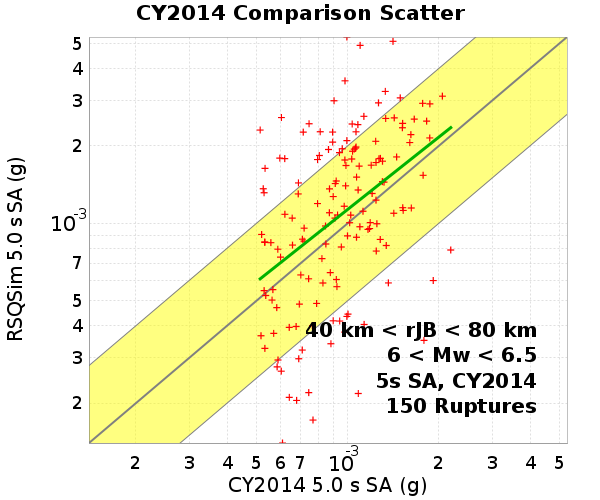 CY2014 Comparison Scatter
RSQSim 5.0 s SA (g)
5
4
3
2
10-3
7
5
4
3
2
40 km < rJB < 80 km
6 < Mw < 6.5
5s SA, CY2014
150 Ruptures
2 3 4 5 6 7 10-3 2 3 4 5
CY2014 5.0 s SA (g)